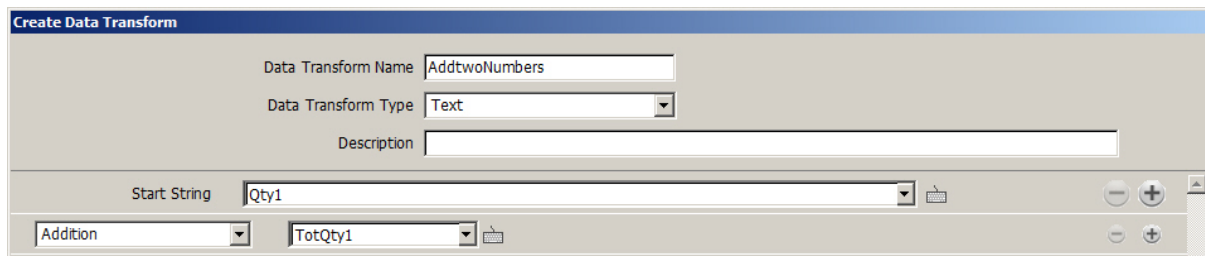 Create Data Transform
Data Transform Name AddtwoNumbers
Data Transform Type Text
Description
Start String Qty1
Addition TotQty1